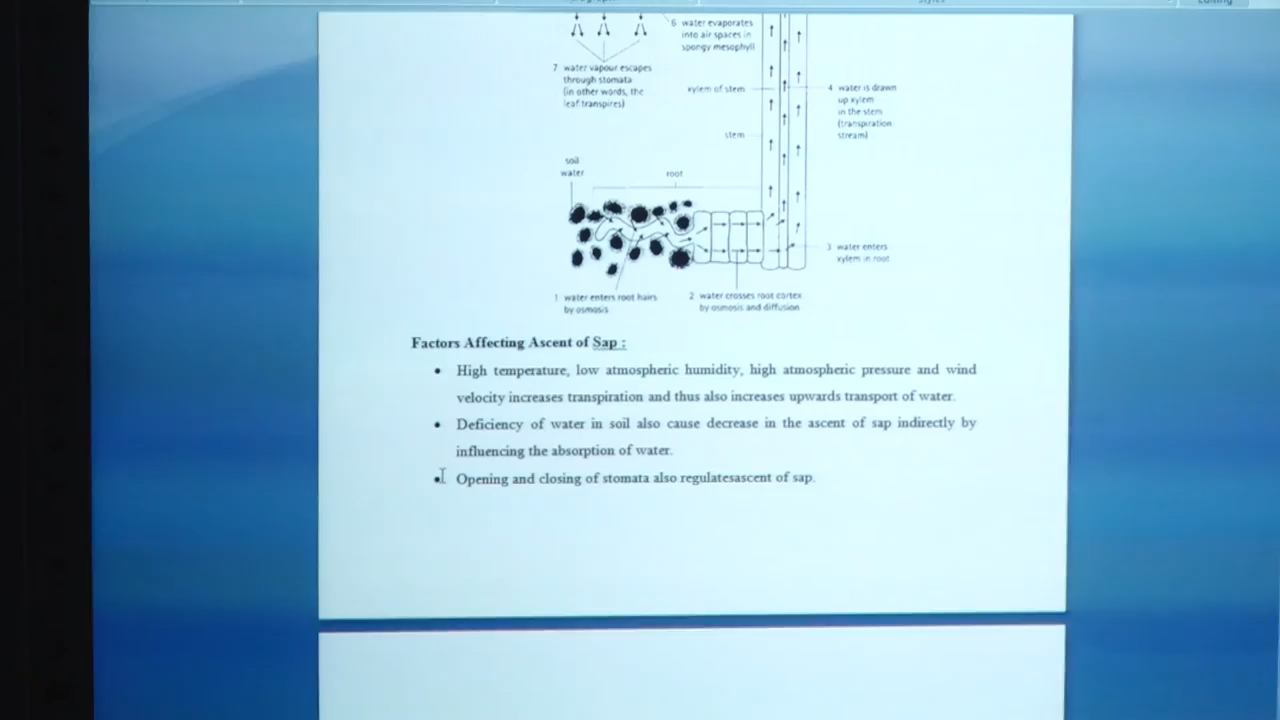 Styles
Editing
6 water evaporates
into air spaces in
spongy mesophyll
7 water vapour escapes
through stomata
(in other words, the
leaf transpires)
xylem of stem
4 water is drawn
up xylem
in the stem
(transpiration
stream)
stem
soil
water
root
3 water enters
xylem in root
1 water enters root hairs
by osmosis
2 water crosses root cortex
by osmosis and diffusion
Factors Affecting Ascent of Sap :
• High temperature, low atmospheric humidity, high atmospheric pressure and wind
velocity increases transpiration and thus also increases upwards transport of water.
• Deficiency of water in soil also cause decrease in the ascent of sap indirectly by
influencing the absorption of water.
• Opening and closing of stomata also regulatesascent of sap.